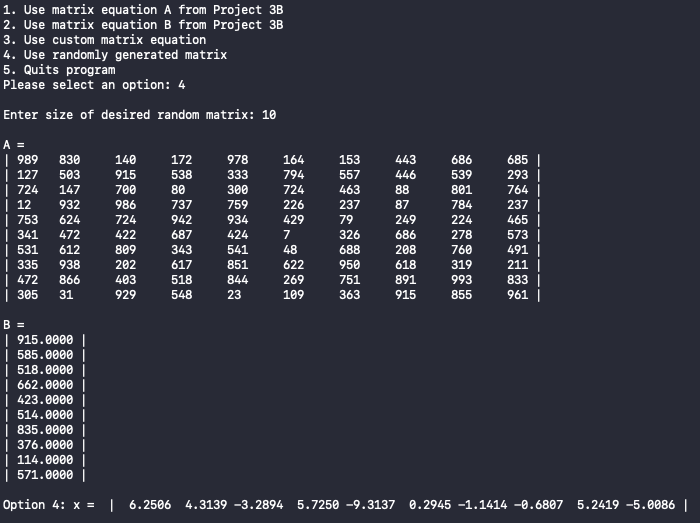 1. Use matrix equation A from Project 3B
2. Use matrix equation B from Project 3B
3. Use custom matrix equation
4. Use randomly generated matrix
5. Quits program
Please select an option: 4
Enter size of desired random matrix: 10
A =
| 989 830 140 172 978 164 153 443 686 685 |
| 127 503 915 538 333 794 557 446 539 293 |
| 724 147 700 80 300 724 463 88 801 764 |
| 12 932 986 737 759 226 237 87 784 237 |
| 753 624 724 942 934 429 79 249 224 465 |
| 341 472 422 687 424 7 326 686 278 573 |
| 531 612 809 343 541 48 688 208 760 491 |
| 335 938 202 617 851 622 950 618 319 211 |
| 472 866 403 518 844 269 751 891 993 833 |
| 305 31 929 548 23 109 363 915 855 961 |
B =
| 915.0000 |
| 585.0000 |
| 518.0000 |
| 662.0000 |
| 423.0000 |
| 514.0000 |
| 835.0000 |
| 376.0000 |
| 114.0000 |
| 571.0000 |
Option 4: x = | 6.2506 4.3139 -3.2894 5.7250 -9.3137 0.2945 -1.1414 -0.6807 5.2419 -5.0086 |